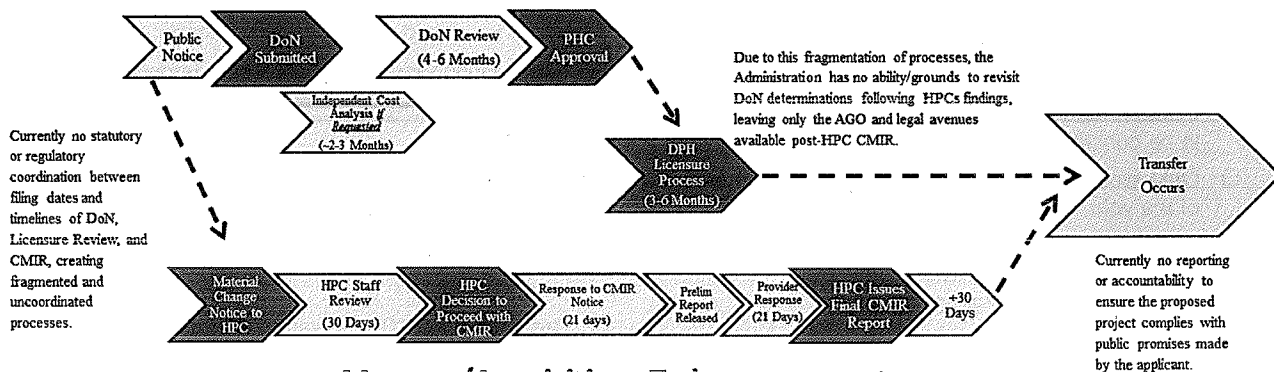 Public
Notice
DoN
Submitted
DoN Review
(4-6 Months)
PHC
Approval
Independent Cost
Analysis if
Requested
(~2-3 Months)
Due to this fragmentation of processes, the
Administration has no ability/grounds to revisit
DoN determinations following HPCs findings,
leaving only the AGO and legal avenues
available post-HPC CMIR.
Currently no statutory
or regulatory
coordination between
filing dates and
timelines of DoN,
Licensure Review, and
CMIR, creating
fragmented and
uncoordinated
processes.
DPH
Licensure
Process
(3-6 Months)
Transfer
Occurs
Material
Change
Notice to
HPC
HPC Staff
Review
(30 Days)
HPC
Decision to
Proceed with
CMIR
Response to CMIR
Notice
(21 days)
Prelim
Report
Released
Provider
Response
(21 Days)
HPC Issues
Final CMIR
Report
+30
Days
Currently no reporting
or accountability to
ensure the proposed
project complies with
public promises made
by the applicant.